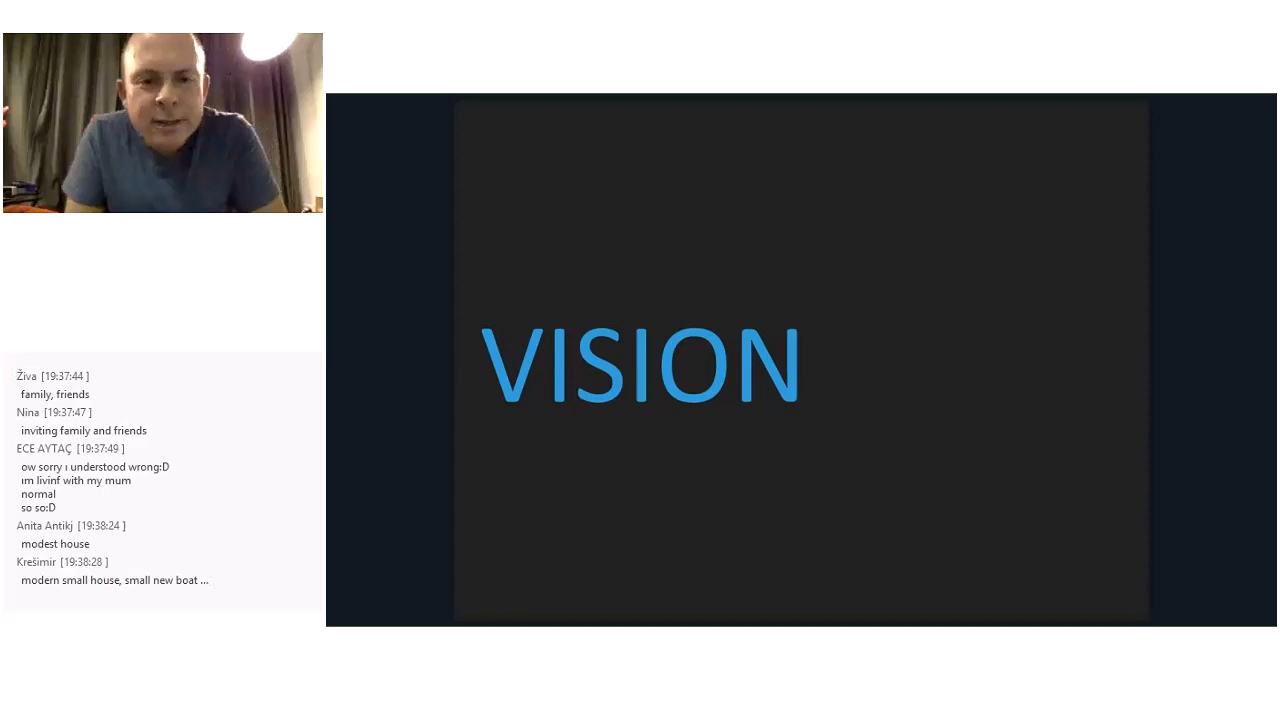 Živa [19:37:44 ]
family, friends
Nina [19:37:47 ]
inviting family and friends
ECE AYTAÇ [19:37:49 ]
ow sorry ı understood wrong:D
ım livinf with my mum
normal
so so:D
Anita Antikj [19:38:24 ]
modest house
Krešimir [19:38:28 ]
modern small house, small new boat ...
VISION